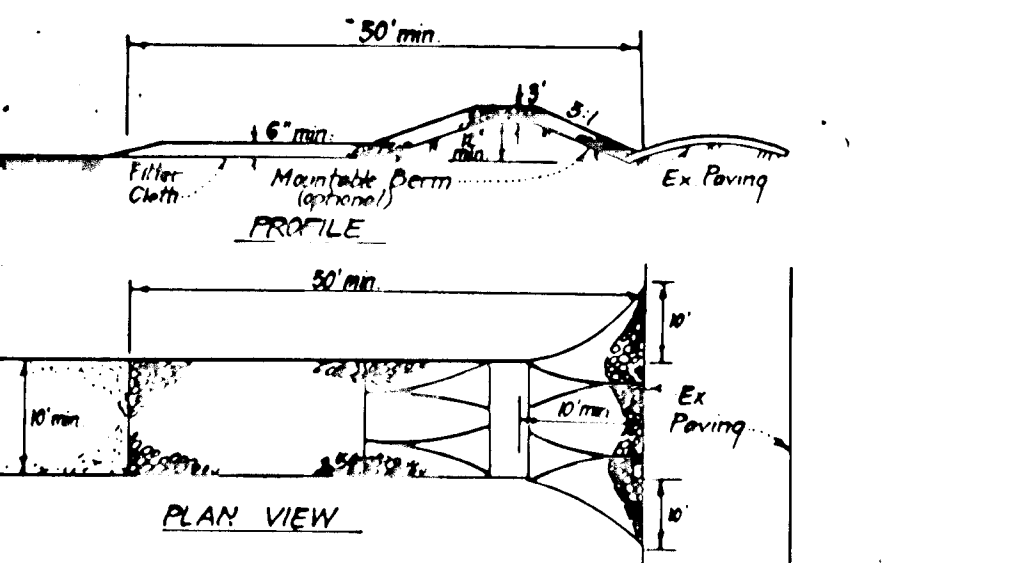 50' min.
3'
5:1
6" min.
12"
min.
Filter
Cloth
Mountable Berm
(optional)
Ex Paving
PROFILE
50' min.
10'
10' min
10' min.
Ex
Paving
10'
PLAN VIEW